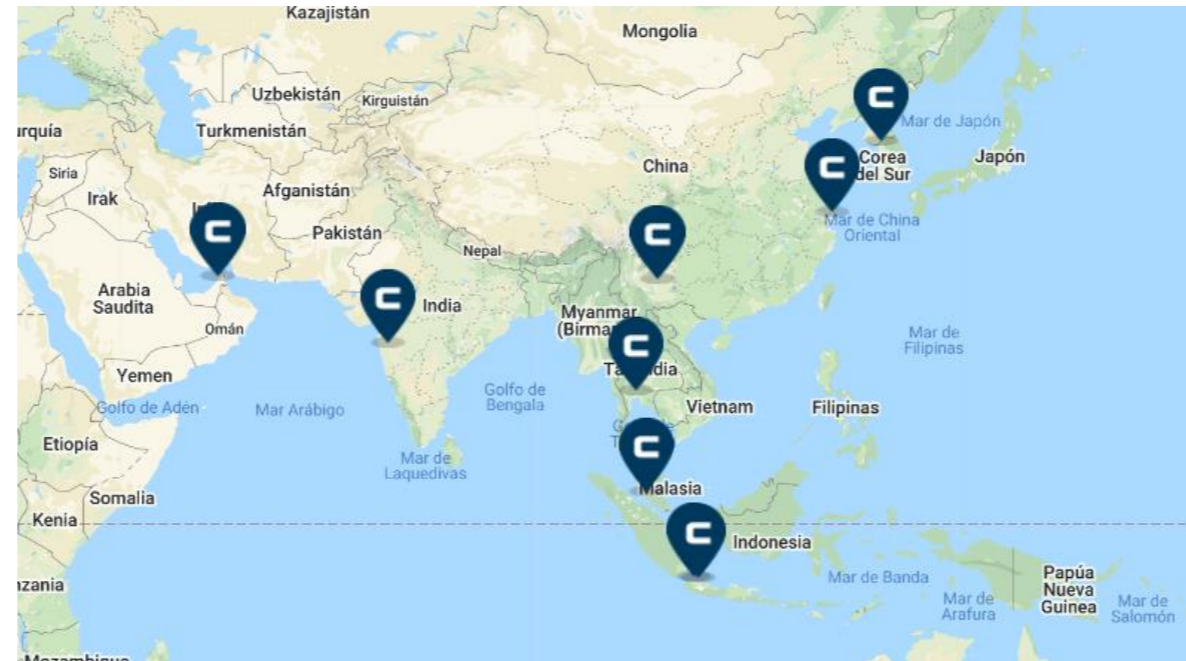 Kazajistán
Mongolia
Uzbekistán
Kirguistán
Turkmenistán
Mar de Japón
Siria
China
Corea
del Sur
Japón
Irak
Afganistán
Pakistán
Nepal
Mar de China
Oriental
Arabia
Saudita
India
Omán
Myanmar
Mar de
Filipinas
Yemen
Golfo de Adén
Mar Arábigo
Golfo de
Bengala
Vietnam
Filipinas
Etiopía
Mar de
Laquedivas
Somalia
Malasia
Kenia
Indonesia
Mar de Banda
Papúa
Nueva
Guinea
Mar de
Arafura
Mar de
Salomón
C
C
C
C
C
C
C
C